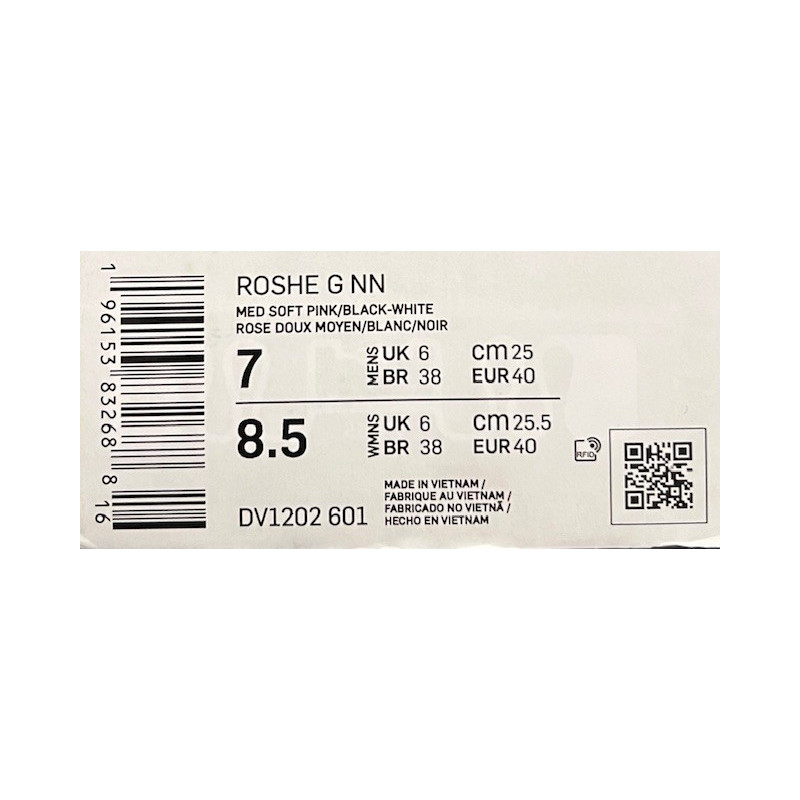 ROSHE G NN
MED SOFT PINK/BLACK-WHITE
ROSE DOUX MOYEN/BLANC/NOIR
7 MENS UK 6 cm 25
BR 38 EUR 40
8.5 WMNS UK 6 cm 25.5
BR 38 EUR 40
RFID
DV1202 601
MADE IN VIETNAM /
FABRIQUE AU VIETNAM /
FABRICADO NO VIETNÃ /
HECHO EN VIETNAM
1 96153 83268 8 16